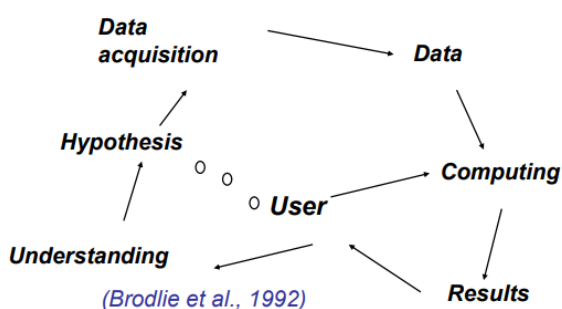 Data
acquisition
Data
Hypothesis
Computing
User
Understanding
Results
(Brodlie et al., 1992)